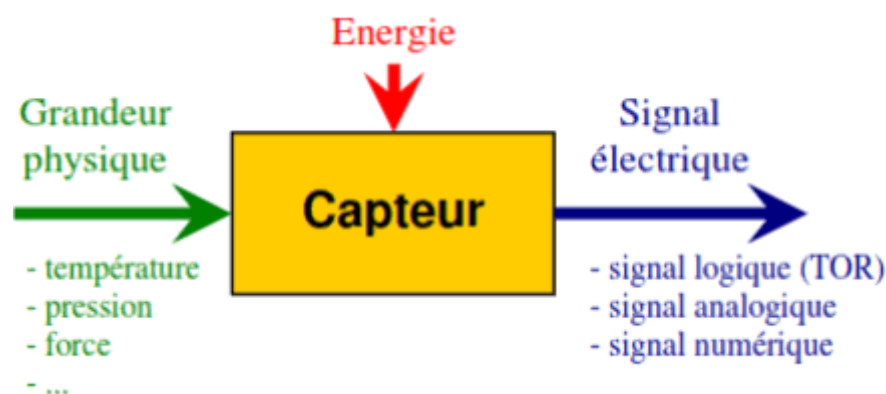 Energie
Grandeur
physique
Signal
électrique
Capteur
- température
- pression
- force
- ...
- signal logique (TOR)
- signal analogique
- signal numérique